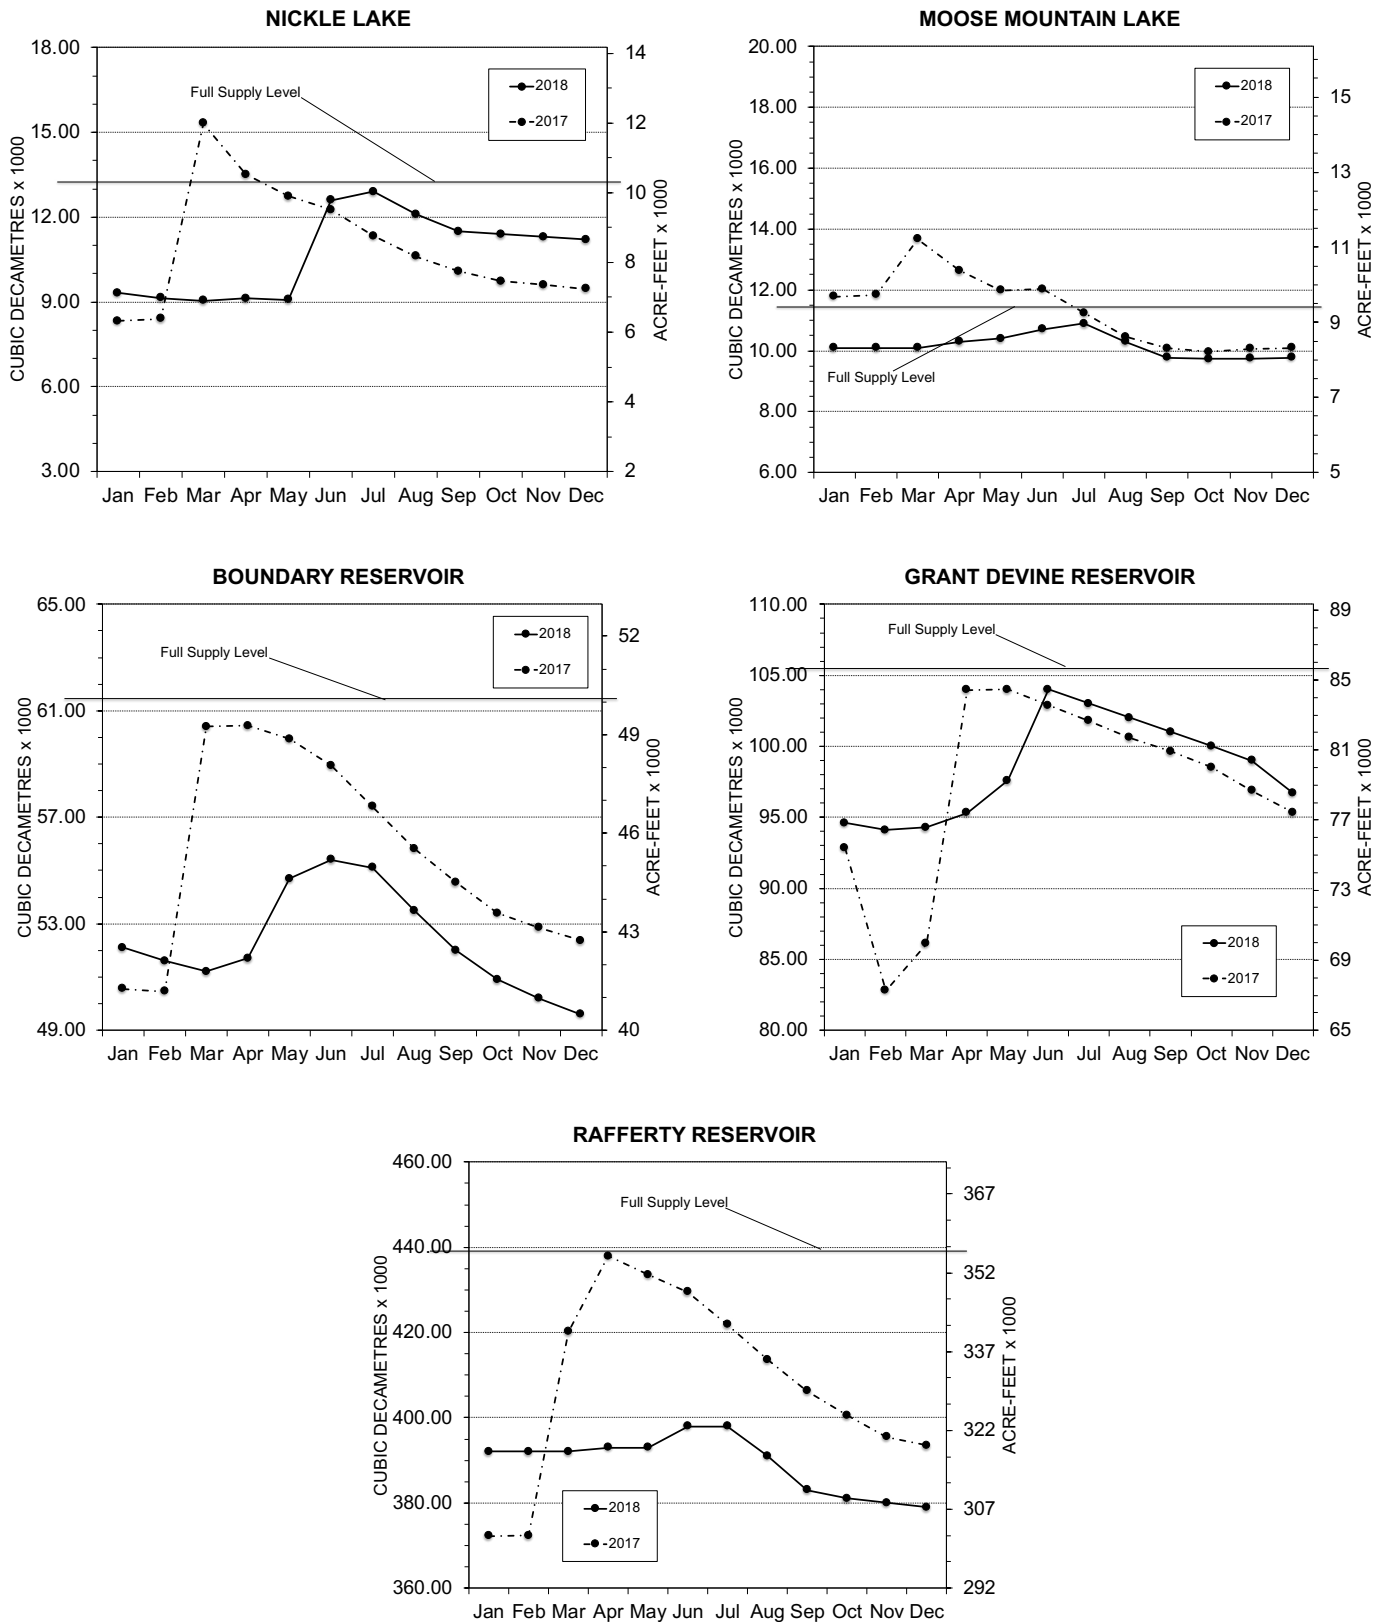 NICKLE LAKE
18.00
15.00
12.00
9.00
6.00
3.00
CUBIC DECAMETRES x 1000
Full Supply Level
2018
2017
14
12
10
8
6
4
2
ACRE-FEET x 1000
Jan Feb Mar Apr May Jun Jul Aug Sep Oct Nov Dec
MOOSE MOUNTAIN LAKE
20.00
18.00
16.00
14.00
12.00
10.00
8.00
6.00
CUBIC DECAMETRES x 1000
2018
2017
Full Supply Level
15
13
11
9
7
5
ACRE-FEET x 1000
Jan Feb Mar Apr May Jun Jul Aug Sep Oct Nov Dec
BOUNDARY RESERVOIR
65.00
61.00
57.00
53.00
49.00
CUBIC DECAMETRES x 1000
Full Supply Level
2018
2017
52
49
46
43
40
ACRE-FEET x 1000
Jan Feb Mar Apr May Jun Jul Aug Sep Oct Nov Dec
GRANT DEVINE RESERVOIR
110.00
105.00
100.00
95.00
90.00
85.00
80.00
CUBIC DECAMETRES x 1000
Full Supply Level
2018
2017
89
85
81
77
73
69
65
ACRE-FEET x 1000
Jan Feb Mar Apr May Jun Jul Aug Sep Oct Nov Dec
RAFFERTY RESERVOIR
460.00
440.00
420.00
400.00
380.00
360.00
CUBIC DECAMETRES x 1000
Full Supply Level
2018
2017
367
352
337
322
307
292
ACRE-FEET x 1000
Jan Feb Mar Apr May Jun Jul Aug Sep Oct Nov Dec